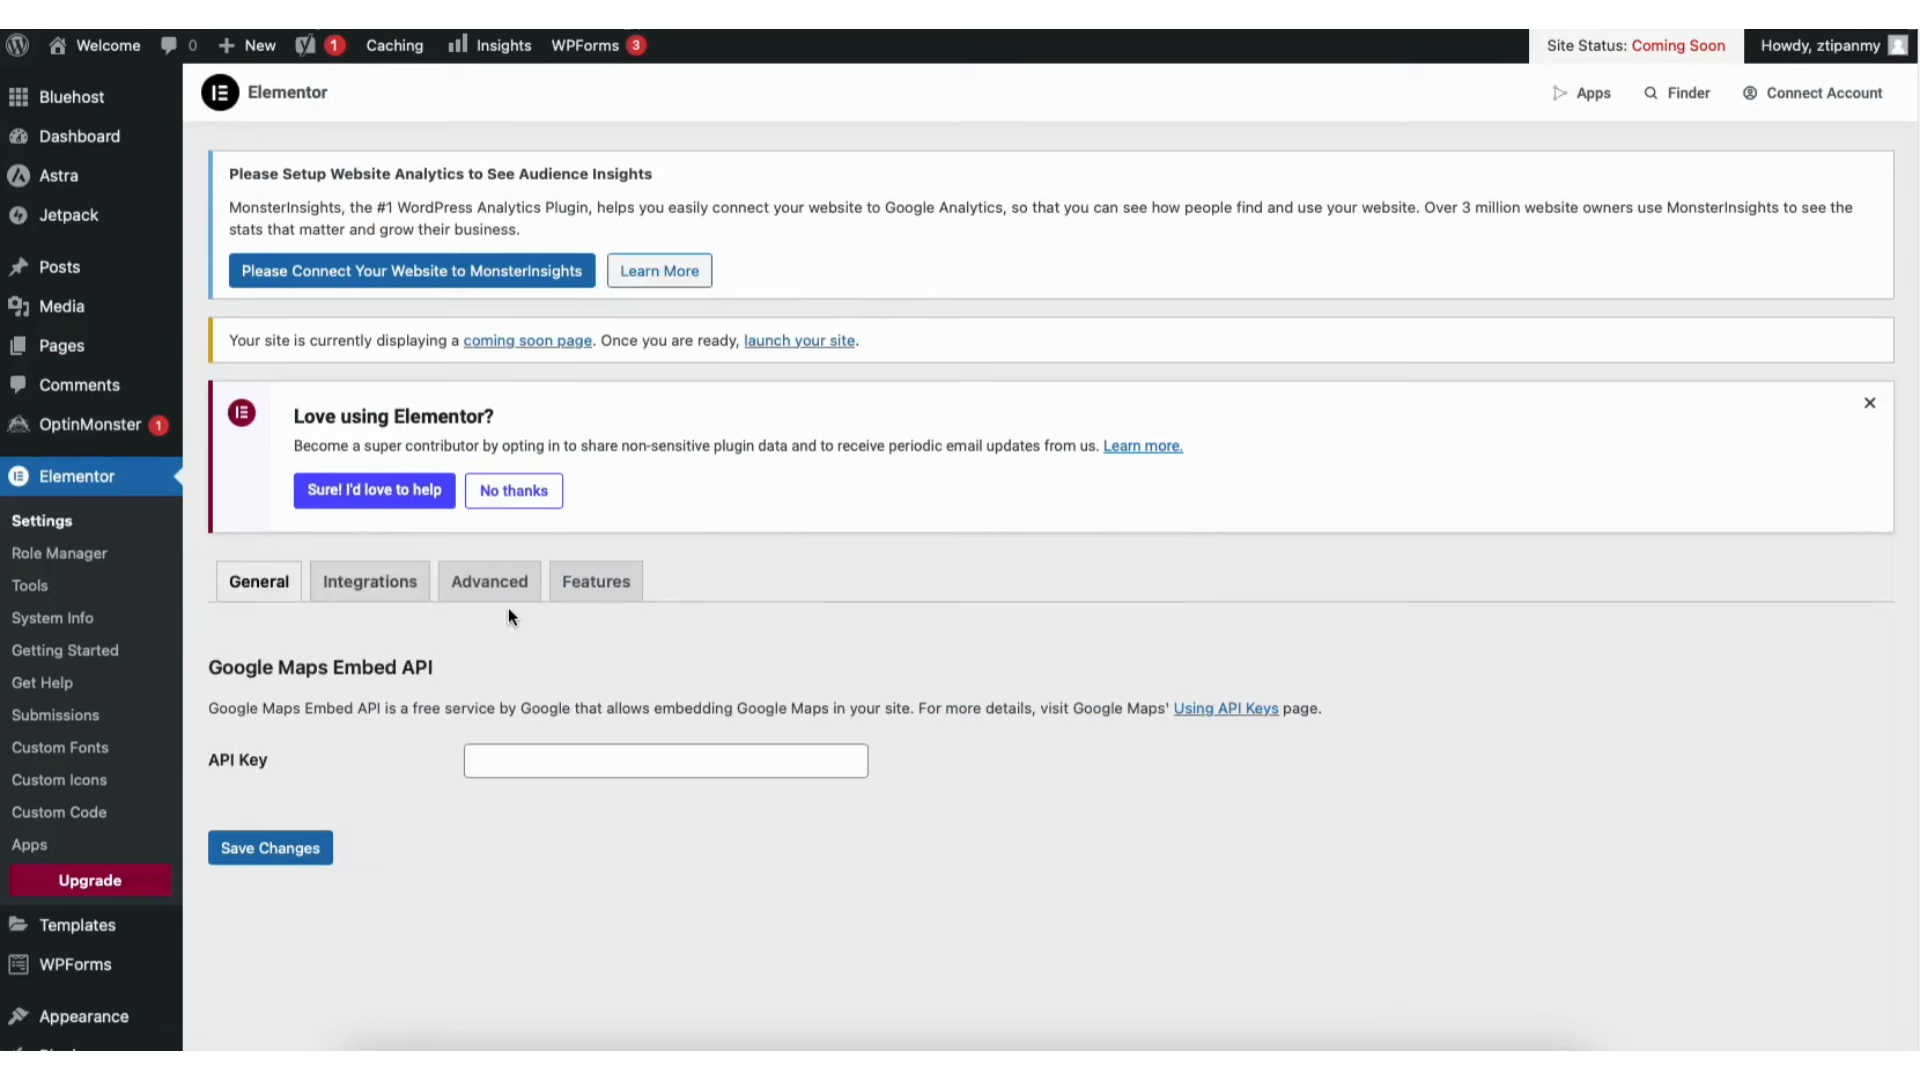 Welcome 0 New 1 Caching Insights WPForms 3 Site Status: Coming Soon Howdy, ztipanmy
Bluehost
Dashboard
Astra
Jetpack
Posts
Media
Pages
Comments
OptinMonster 1
Elementor
Settings
Role Manager
Tools
System Info
Getting Started
Get Help
Submissions
Custom Fonts
Custom Icons
Custom Code
Apps
Upgrade
Templates
WPForms
Appearance
Elementor Apps Finder Connect Account
Please Setup Website Analytics to See Audience Insights
MonsterInsights, the #1 WordPress Analytics Plugin, helps you easily connect your website to Google Analytics, so that you can see how people find and use your website. Over 3 million website owners use MonsterInsights to see the
stats that matter and grow their business.
Please Connect Your Website to MonsterInsights Learn More
Your site is currently displaying a coming soon page. Once you are ready, launch your site.
Love using Elementor?
Become a super contributor by opting in to share non-sensitive plugin data and to receive periodic email updates from us. Learn more.
Sure! I'd love to help No thanks
General Integrations Advanced Features
Google Maps Embed API
Google Maps Embed API is a free service by Google that allows embedding Google Maps in your site. For more details, visit Google Maps' Using API Keys page.
API Key
Save Changes